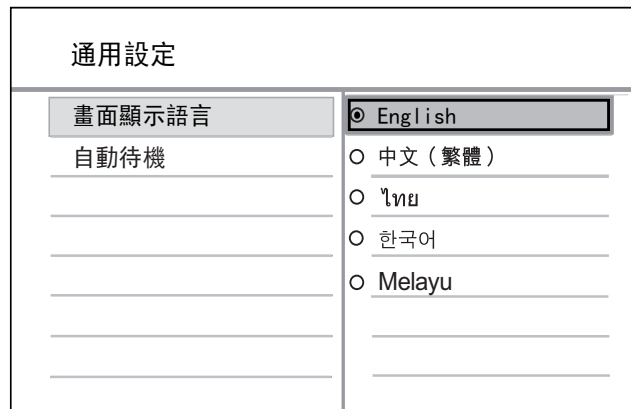 通用設定
畫面顯示語言
自動待機
English
中文（繁體）
ไทย
한국어
Melayu